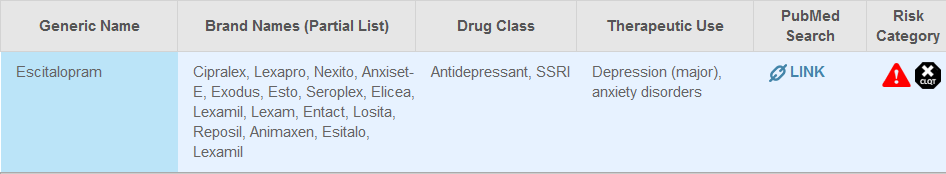 Generic Name
Brand Names (Partial List)
Drug Class
Therapeutic Use
PubMed
Search
Risk
Category
Escitalopram
Cipralex, Lexapro, Nexito, Anxiset-
E, Exodus, Esto, Seroplex, Elicea,
Lexamil, Lexam, Entact, Losita,
Reposil, Animaxen, Esitalo,
Lexamil
Antidepressant, SSRI
Depression (major),
anxiety disorders
LINK
CLQT